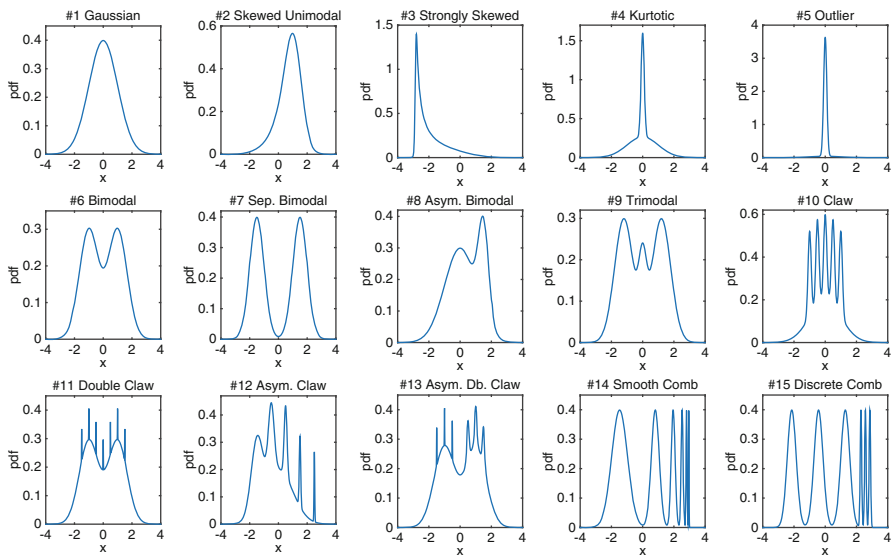 #1 Gaussian
#2 Skewed Unimodal
#3 Strongly Skewed
#4 Kurtotic
#5 Outlier
0.4
0.3
0.2
0.1
0
pdf
-4 -2 0 2 4
x
0.6
0.4
0.2
0
pdf
-4 -2 0 2 4
x
1.5
1
0.5
0
pdf
-4 -2 0 2 4
x
1.5
1
0.5
0
pdf
-4 -2 0 2 4
x
4
3
2
1
0
pdf
-4 -2 0 2 4
x
#6 Bimodal
#7 Sep. Bimodal
#8 Asym. Bimodal
#9 Trimodal
#10 Claw
0.3
0.2
0.1
0
pdf
-4 -2 0 2 4
x
0.4
0.3
0.2
0.1
0
pdf
-4 -2 0 2 4
x
0.4
0.3
0.2
0.1
0
pdf
-4 -2 0 2 4
x
0.3
0.2
0.1
0
pdf
-4 -2 0 2 4
x
0.6
0.4
0.2
0
pdf
-4 -2 0 2 4
x
#11 Double Claw
#12 Asym. Claw
#13 Asym. Db. Claw
#14 Smooth Comb
#15 Discrete Comb
0.4
0.3
0.2
0.1
0
pdf
-4 -2 0 2 4
x
0.4
0.3
0.2
0.1
0
pdf
-4 -2 0 2 4
x
0.4
0.3
0.2
0.1
0
pdf
-4 -2 0 2 4
x
0.4
0.3
0.2
0.1
0
pdf
-4 -2 0 2 4
x
0.4
0.3
0.2
0.1
0
pdf
-4 -2 0 2 4
x